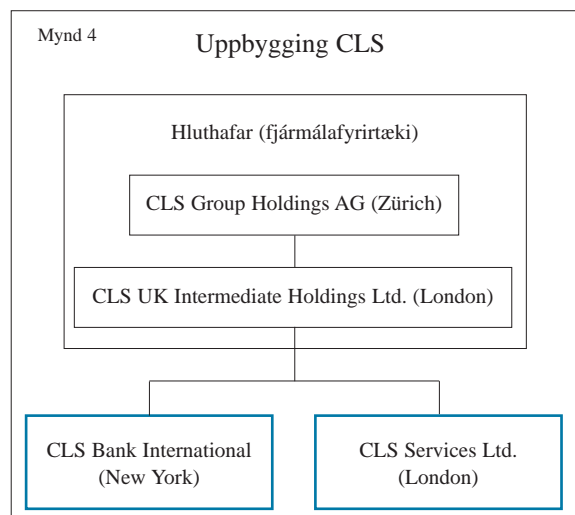 Mynd 4
Uppbygging CLS
Hluthafar (fjármálafyrirtæki)
CLS Group Holdings AG (Zürich)
CLS UK Intermediate Holdings Ltd. (London)
CLS Bank International
(New York)
CLS Services Ltd.
(London)